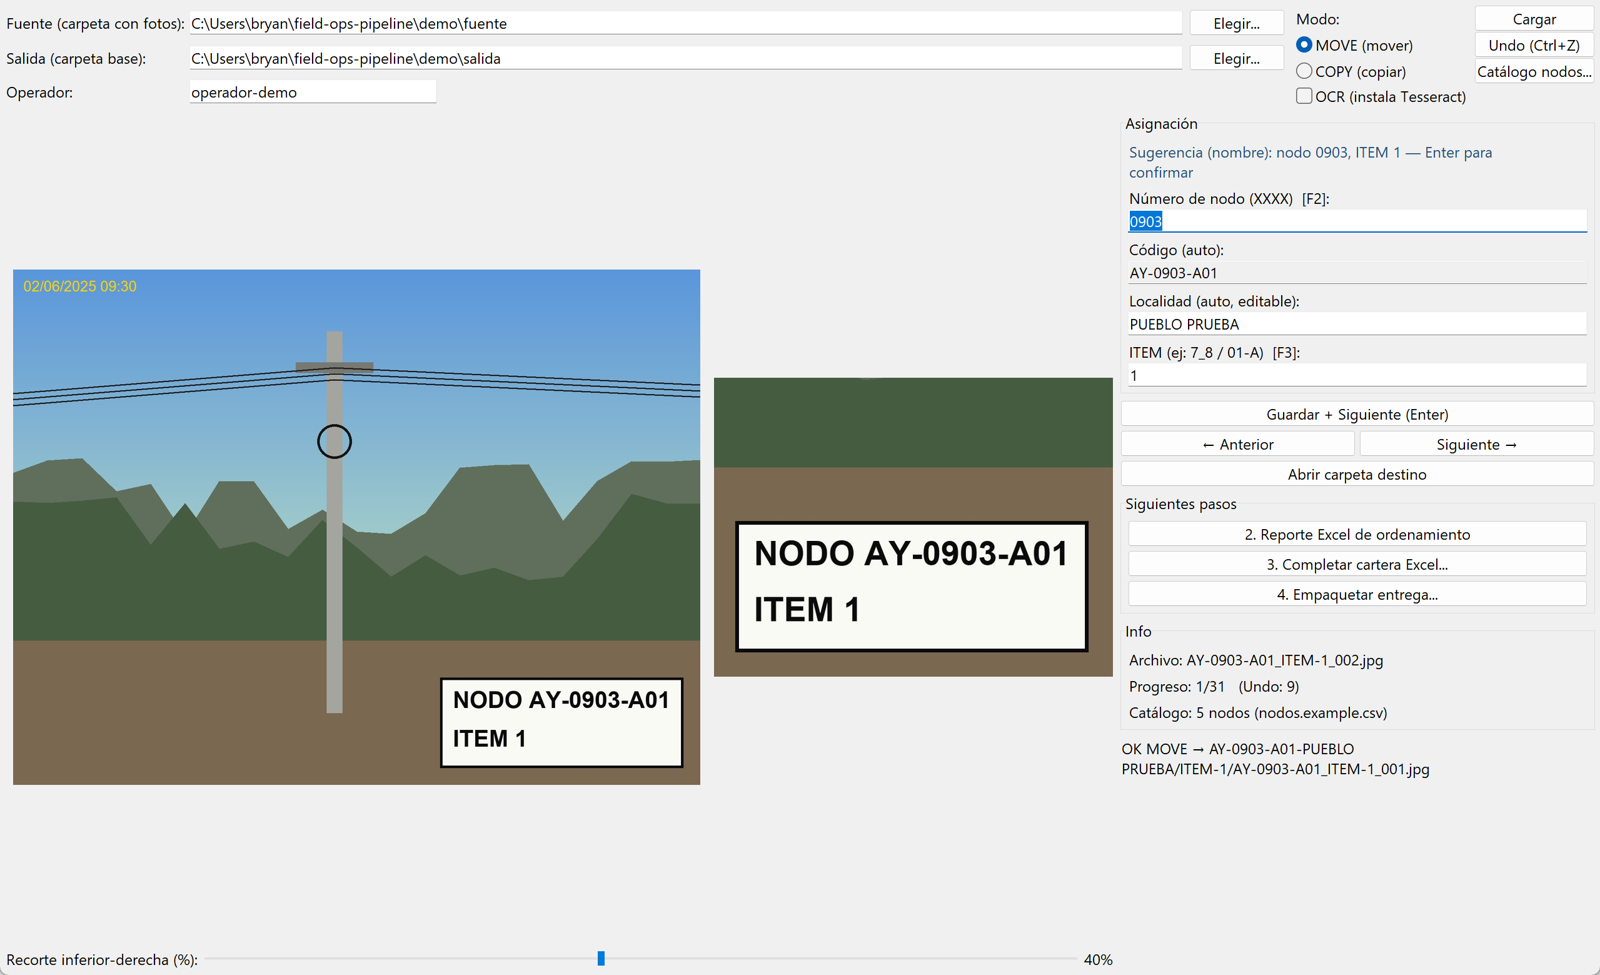 Fuente (carpeta con fotos): C:\Users\bryan\field-ops-pipeline\demo\fuente Elegir...
Salida (carpeta base): C:\Users\bryan\field-ops-pipeline\demo\salida Elegir...
Operador: operador-demo
Modo:
MOVE (mover)
COPY (copiar)
OCR (instala Tesseract)
Cargar
Undo (Ctrl+Z)
Catálogo nodos...
02/06/2025 09:30
NODO AY-0903-A01
ITEM 1
NODO AY-0903-A01
ITEM 1
Asignación
Sugerencia (nombre): nodo 0903, ITEM 1 — Enter para
confirmar
Número de nodo (XXXX) [F2]:
0903
Código (auto):
AY-0903-A01
Localidad (auto, editable):
PUEBLO PRUEBA
ITEM (ej: 7_8 / 01-A) [F3]:
1
Guardar + Siguiente (Enter)
← Anterior Siguiente →
Abrir carpeta destino
Siguientes pasos
2. Reporte Excel de ordenamiento
3. Completar cartera Excel...
4. Empaquetar entrega...
Info
Archivo: AY-0903-A01_ITEM-1_002.jpg
Progreso: 1/31 (Undo: 9)
Catálogo: 5 nodos (nodos.example.csv)
OK MOVE → AY-0903-A01-PUEBLO
PRUEBA/ITEM-1/AY-0903-A01_ITEM-1_001.jpg
Recorte inferior-derecha (%): 40%